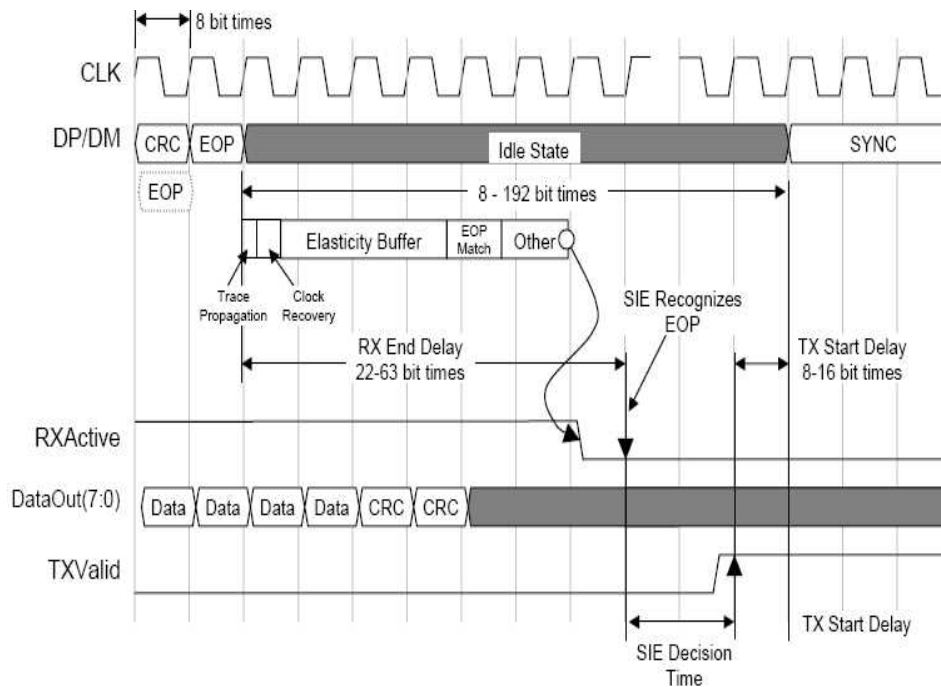 8 bit times
CLK
DP/DM
CRC
EOP
Idle State
SYNC
EOP
8 - 192 bit times
Elasticity Buffer
EOP
Match
Other
Trace
Propagation
Clock
Recovery
SIE Recognizes
EOP
RX End Delay
22-63 bit times
TX Start Delay
8-16 bit times
RXActive
DataOut(7:0)
Data
Data
Data
Data
CRC
CRC
TXValid
TX Start Delay
SIE Decision
Time